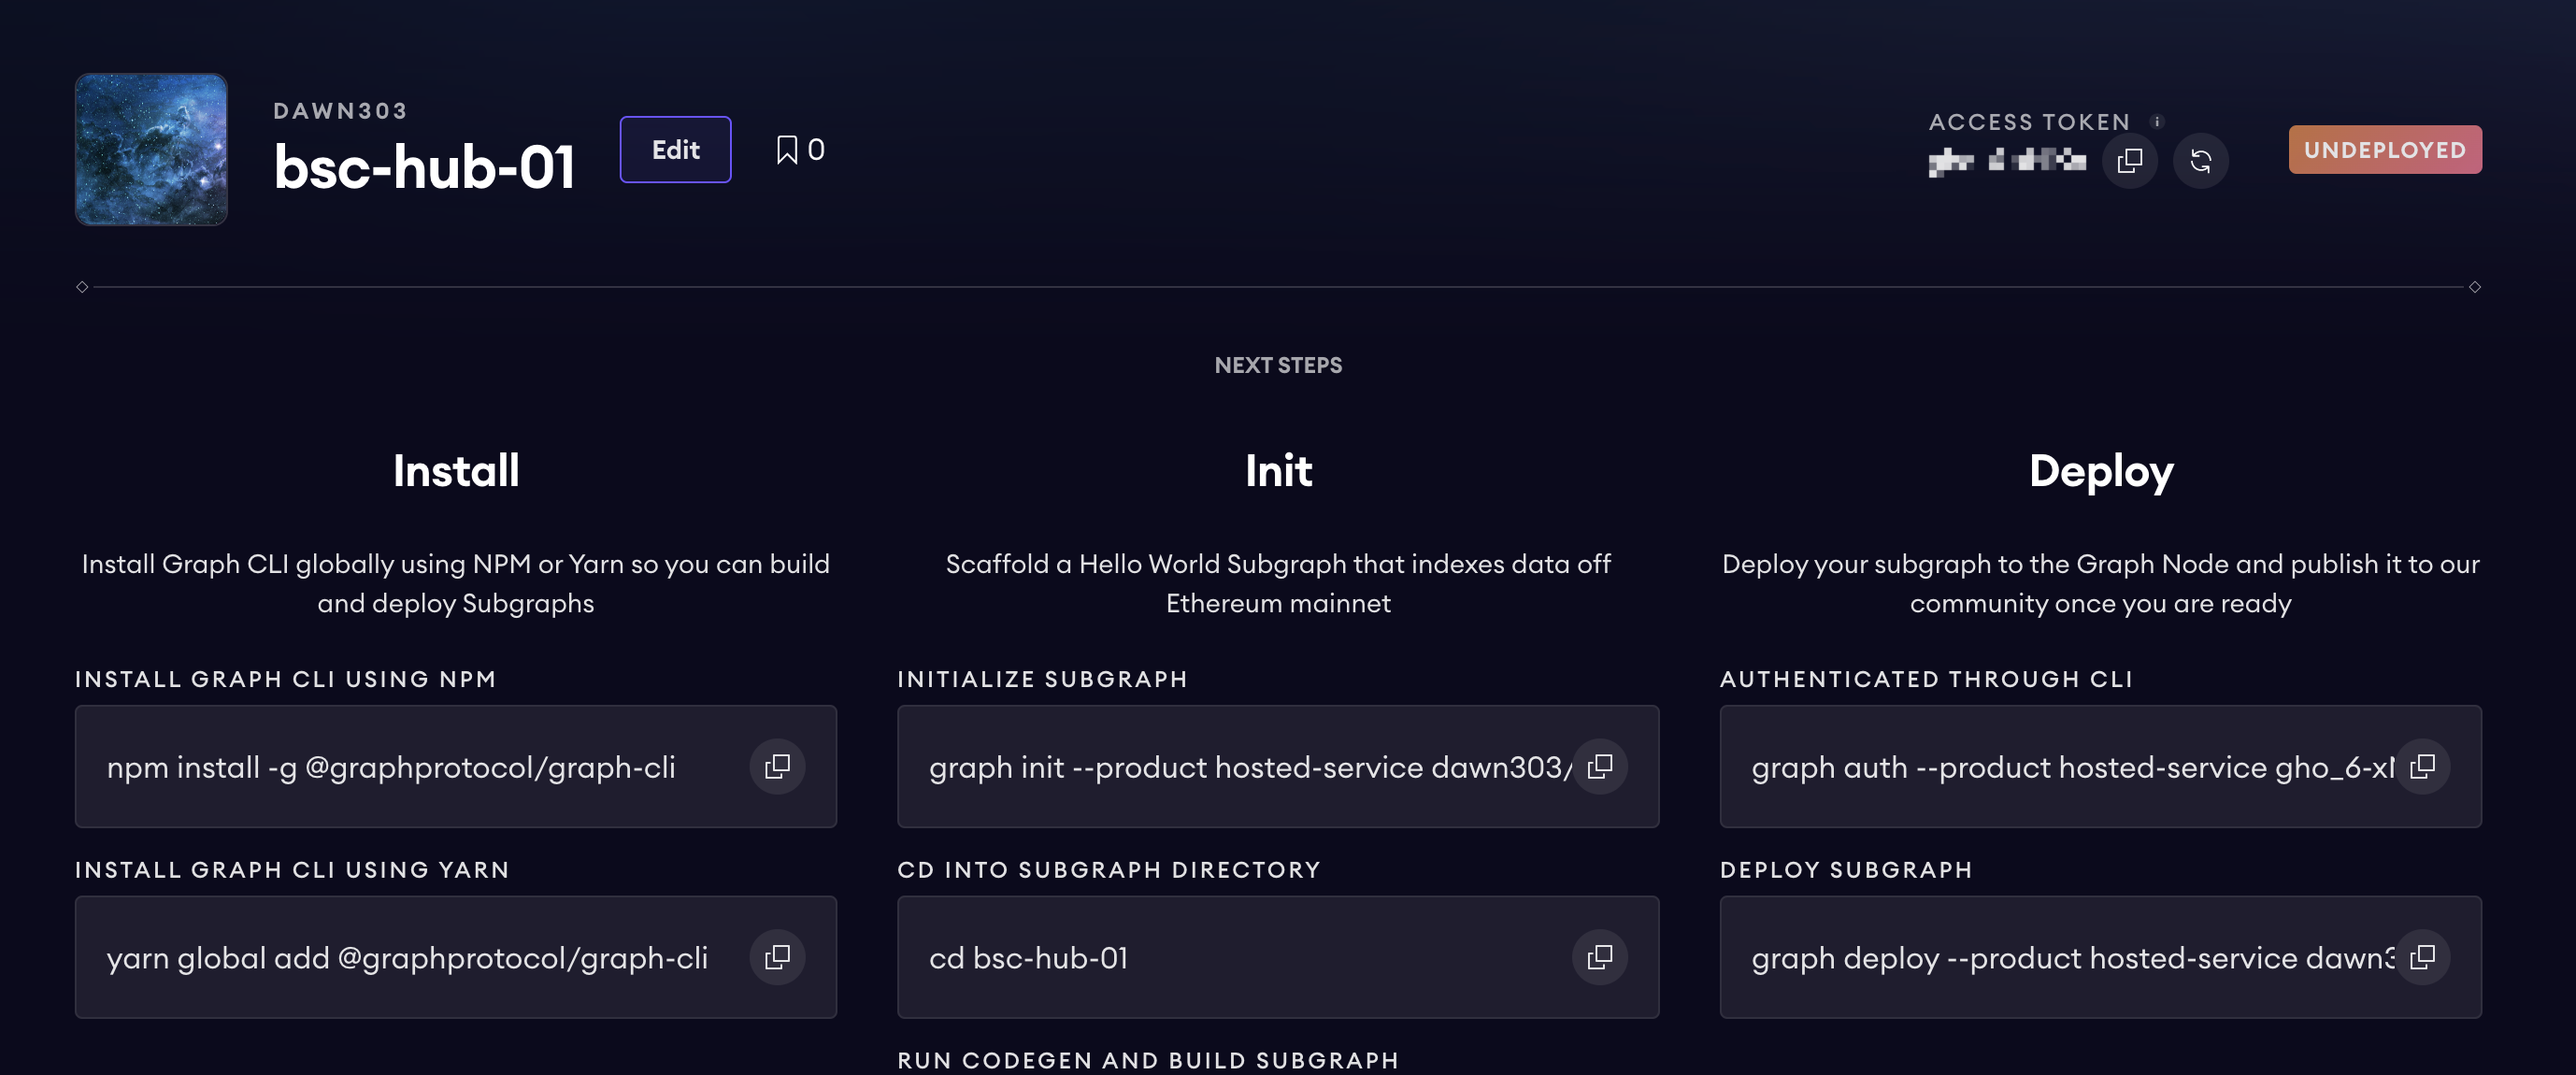 DAWN303
bsc-hub-01
Edit
0
ACCESS TOKEN
UNDEPLOYED
NEXT STEPS
Install
Install Graph CLI globally using NPM or Yarn so you can build
and deploy Subgraphs
INSTALL GRAPH CLI USING NPM
npm install -g @graphprotocol/graph-cli
INSTALL GRAPH CLI USING YARN
yarn global add @graphprotocol/graph-cli
Init
Scaffold a Hello World Subgraph that indexes data off
Ethereum mainnet
INITIALIZE SUBGRAPH
graph init --product hosted-service dawn303/
CD INTO SUBGRAPH DIRECTORY
cd bsc-hub-01
RUN CODEGEN AND BUILD SUBGRAPH
Deploy
Deploy your subgraph to the Graph Node and publish it to our
community once you are ready
AUTHENTICATED THROUGH CLI
graph auth --product hosted-service gho_6-x
DEPLOY SUBGRAPH
graph deploy --product hosted-service dawn3